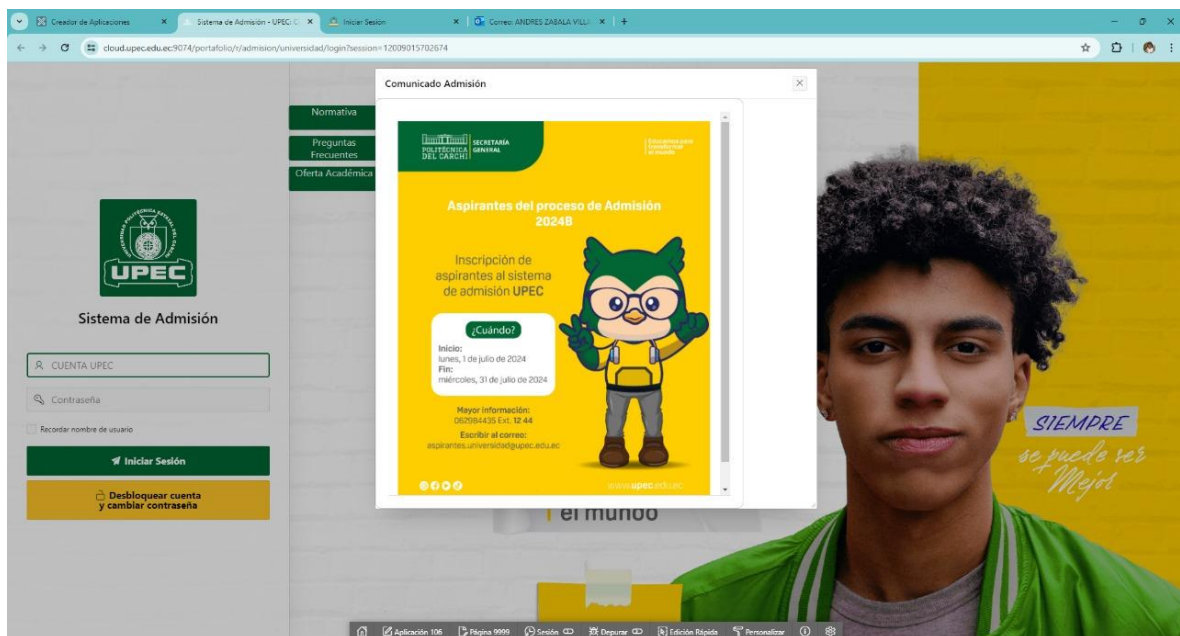 Creador de Aplicaciones
Sistema de Admisión - UPEC: C
Iniciar Sesión
Correo: ANDRES ZABALA VILL
cloud.upec.edu.ec:9074/portafolio/r/admision/universidad/login?session=12009015702674
Comunicado Admisión
Normativa
Preguntas
Frecuentes
Oferta Académica
UPEC
Sistema de Admisión
CUENTA UPEC
Contraseña
Recordar nombre de usuario
Iniciar Sesión
Desbloquear cuenta
y cambiar contraseña
POLITÉCNICA
DEL CARCHI
SECRETARÍA
GENERAL
Educamos para
transformar
el mundo
Aspirantes del proceso de Admisión
2024B
Inscripción de
aspirantes al sistema
de admisión UPEC
¿Cuándo?
Inicio:
lunes, 1 de julio de 2024
Fin:
miércoles, 31 de julio de 2024
Mayor información:
062984435 Ext. 12 44
Escribir al correo:
aspirantes.universidad@upec.edu.ec
www.upec.edu.ec
el mundo
SIEMPRE
se puede ser
Mejor
Aplicación 106
Página 9999
Sesión
Depurar
Edición Rápida
Personalizar